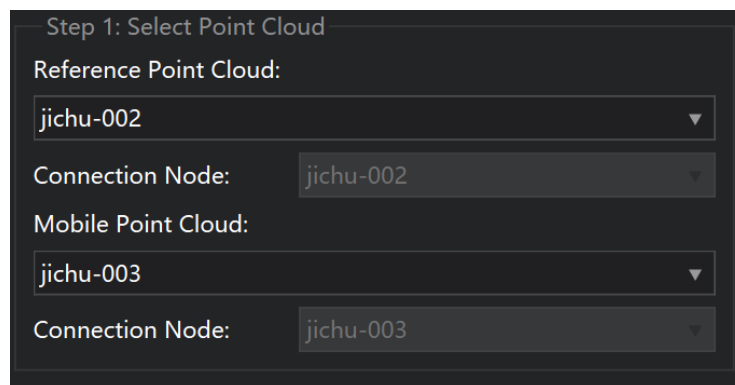 Step 1: Select Point Cloud
Reference Point Cloud:
jichu-002
Connection Node: jichu-002
Mobile Point Cloud:
jichu-003
Connection Node: jichu-003